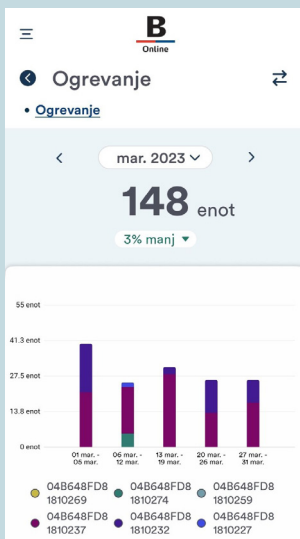 B
Online
Ogrevanje
• Ogrevanje
mar. 2023
148 enot
3% manj
55 enot
41.3 enot
27.5 enot
13.8 enot
0 enot
01 mar. - 06 mar. - 13 mar. - 20 mar. - 27 mar. -
05 mar. 12 mar. 19 mar. 26 mar. 31 mar.
04B648FD8 04B648FD8 04B648FD8
1810269 1810274 1810259
04B648FD8 04B648FD8 04B648FD8
1810237 1810232 1810227